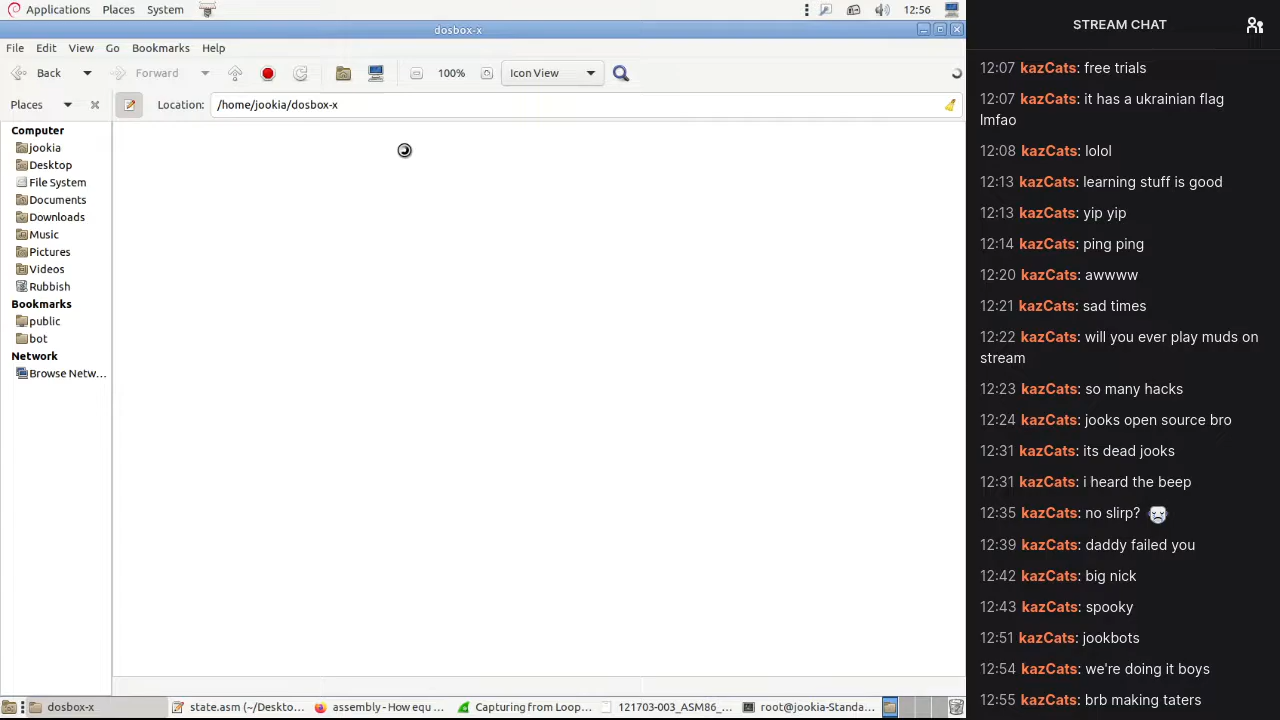 Applications Places System 12:56
dosbox-x
File Edit View Go Bookmarks Help
Back Forward 100% Icon View
Places Location: /home/jookia/dosbox-x
Computer
jookia
Desktop
File System
Documents
Downloads
Music
Pictures
Videos
Rubbish
Bookmarks
public
bot
Network
Browse Netw...
dosbox-x state.asm (~/Deskto... assembly - How equ ... Capturing from Loop... 121703-003_ASM86_... root@jookia-Standa...
STREAM CHAT
12:07 kazCats: free trials
12:07 kazCats: it has a ukrainian flag
lmfao
12:08 kazCats: lolol
12:13 kazCats: learning stuff is good
12:13 kazCats: yip yip
12:14 kazCats: ping ping
12:20 kazCats: awwww
12:21 kazCats: sad times
12:22 kazCats: will you ever play muds on
stream
12:23 kazCats: so many hacks
12:24 kazCats: jooks open source bro
12:31 kazCats: its dead jooks
12:31 kazCats: i heard the beep
12:35 kazCats: no slirp?
12:39 kazCats: daddy failed you
12:42 kazCats: big nick
12:43 kazCats: spooky
12:51 kazCats: jookbots
12:54 kazCats: we're doing it boys
12:55 kazCats: brb making taters